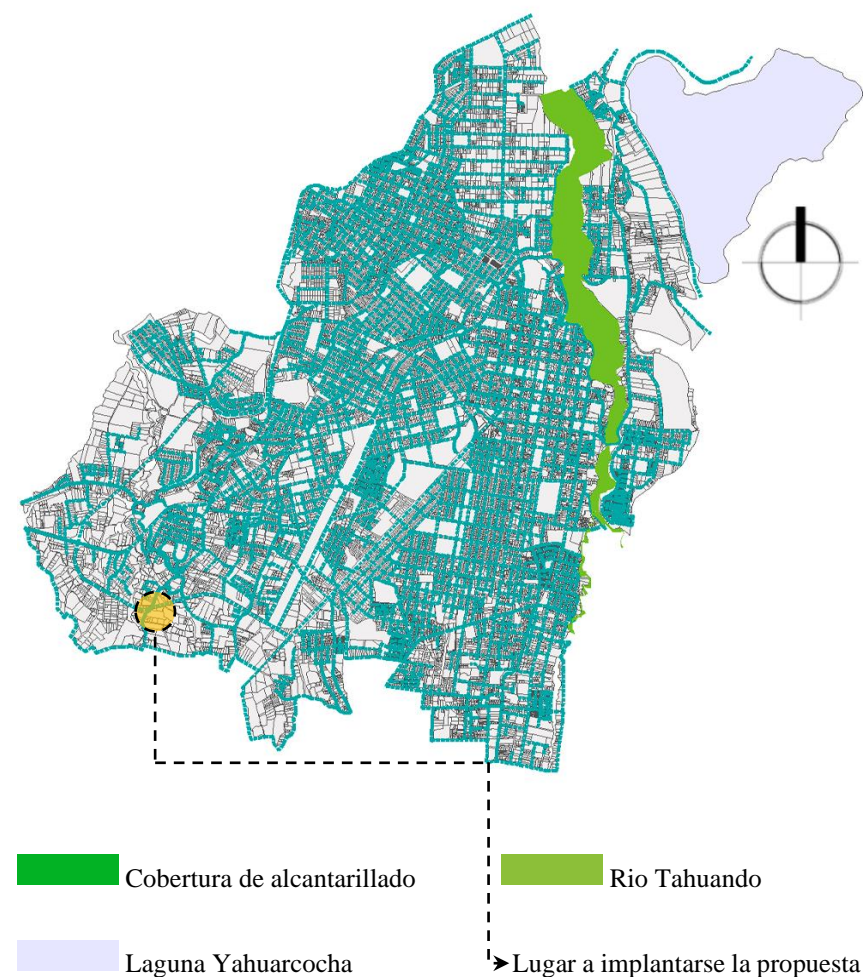 Cobertura de alcantarillado
Rio Tahuando
Laguna Yahuarcocha
Lugar a implantarse la propuesta